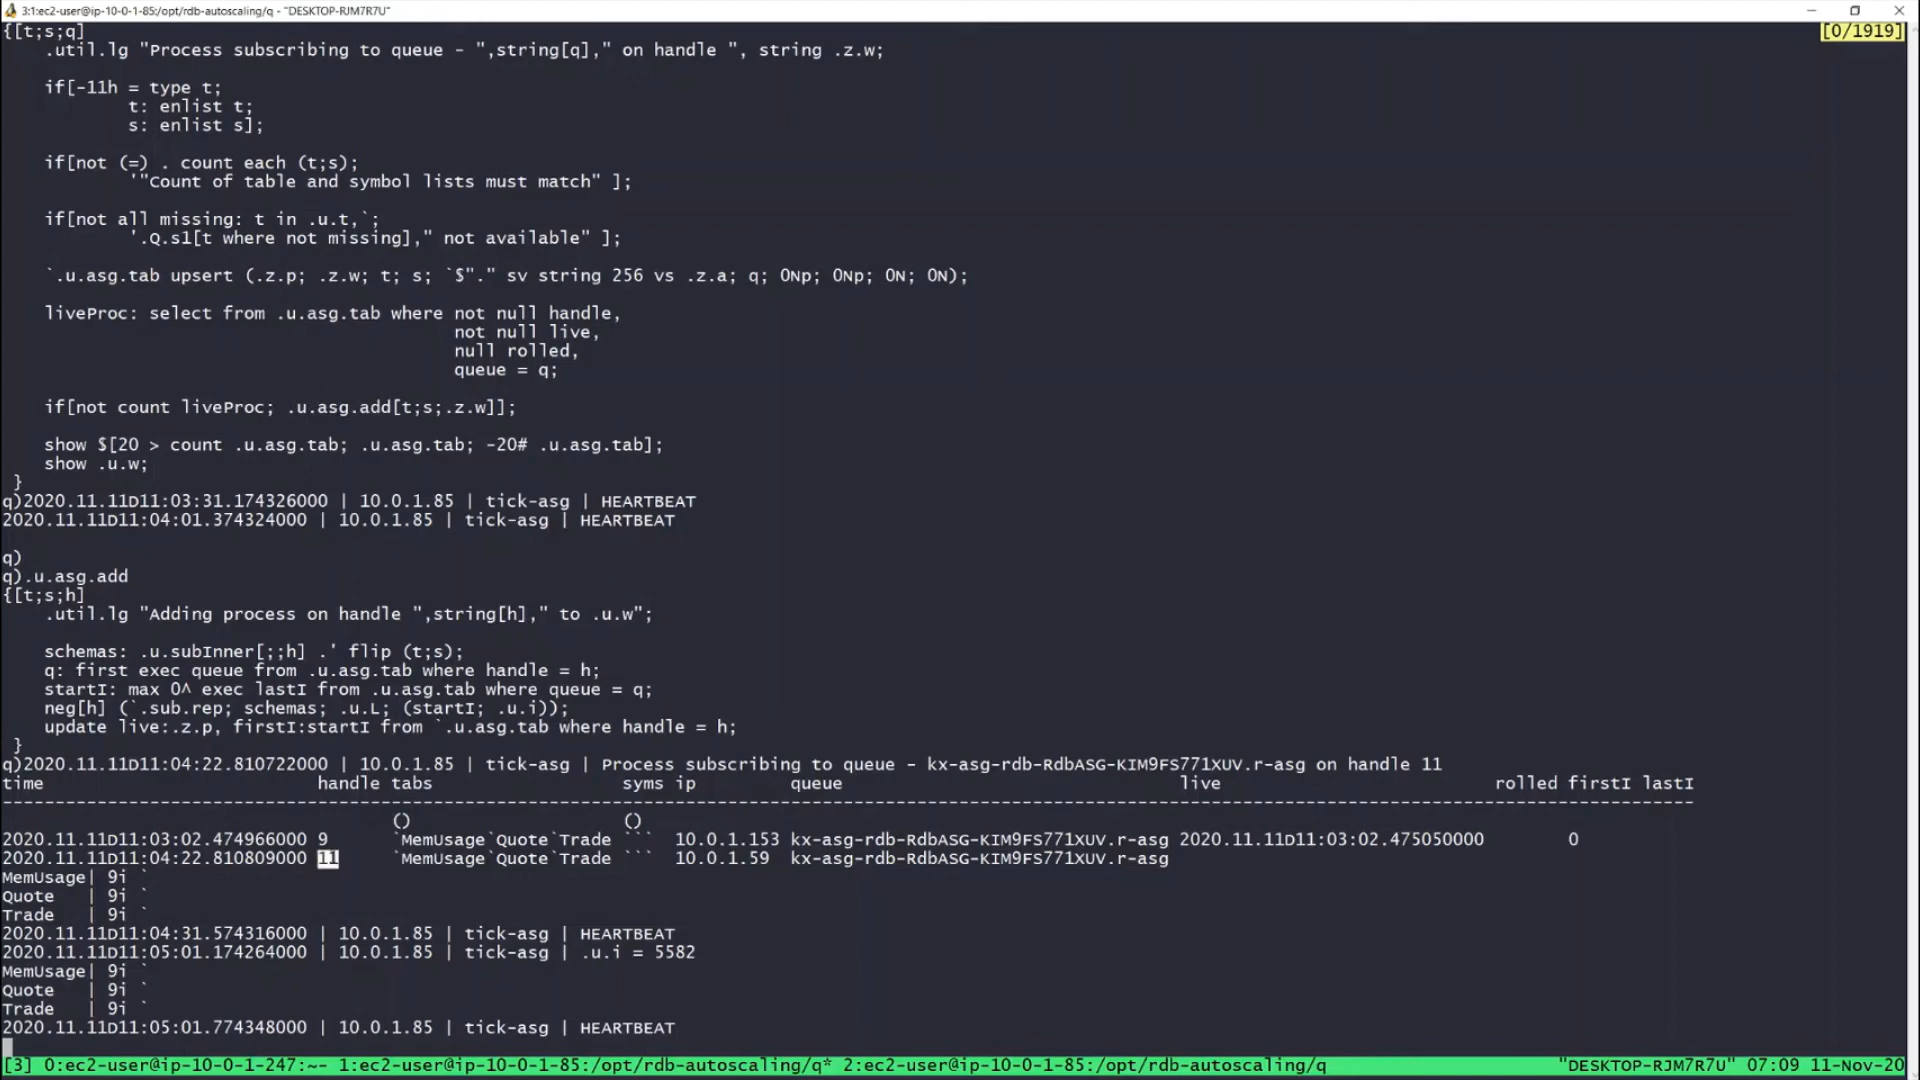 3:1:ec2-user@ip-10-0-1-85:/opt/rdb-autoscaling/q - "DESKTOP-RJM7R7U"
{[t;s;q] [0/1919]
    .util.lg "Process subscribing to queue - ",string[q]," on handle ", string .z.w;

    if[-11h = type t;
            t: enlist t;
            s: enlist s];

    if[not (=) . count each (t;s);
            '"Count of table and symbol lists must match" ];

    if[not all missing: t in .u.t,`;
            '.Q.s1[t where not missing]," not available" ];

    `.u.asg.tab upsert (.z.p; .z.w; t; s; `$"." sv string 256 vs .z.a; q; 0Np; 0Np; 0N; 0N);

    liveProc: select from .u.asg.tab where not null handle,
                                           not null live,
                                           null rolled,
                                           queue = q;

    if[not count liveProc; .u.asg.add[t;s;.z.w]];

    show $[20 > count .u.asg.tab; .u.asg.tab; -20# .u.asg.tab];
    show .u.w;
 }
q)2020.11.11D11:03:31.174326000 | 10.0.1.85 | tick-asg | HEARTBEAT
2020.11.11D11:04:01.374324000 | 10.0.1.85 | tick-asg | HEARTBEAT

q)
q).u.asg.add
{[t;s;h]
    .util.lg "Adding process on handle ",string[h]," to .u.w";

    schemas: .u.subInner[;;h] .' flip (t;s);
    q: first exec queue from .u.asg.tab where handle = h;
    startI: max 0^ exec lastI from .u.asg.tab where queue = q;
    neg[h] (`.sub.rep; schemas; .u.L; (startI; .u.i));
    update live:.z.p, firstI:startI from `.u.asg.tab where handle = h;
 }
q)2020.11.11D11:04:22.810722000 | 10.0.1.85 | tick-asg | Process subscribing to queue - kx-asg-rdb-RdbASG-KIM9FS771XUV.r-asg on handle 11
time                          handle tabs                  syms ip         queue                              live                          rolled firstI lastI
------------------------------------------------------------------------------------------------------------------------------------------------------------------
                                     ()                    ()
2020.11.11D11:03:02.474966000 9      `MemUsage`Quote`Trade ```  10.0.1.153 kx-asg-rdb-RdbASG-KIM9FS771XUV.r-asg 2020.11.11D11:03:02.475050000        0
2020.11.11D11:04:22.810809000 11     `MemUsage`Quote`Trade ```  10.0.1.59  kx-asg-rdb-RdbASG-KIM9FS771XUV.r-asg
MemUsage| 9i `
Quote   | 9i `
Trade   | 9i `
2020.11.11D11:04:31.574316000 | 10.0.1.85 | tick-asg | HEARTBEAT
2020.11.11D11:05:01.174264000 | 10.0.1.85 | tick-asg | .u.i = 5582
MemUsage| 9i `
Quote   | 9i `
Trade   | 9i `
2020.11.11D11:05:01.774348000 | 10.0.1.85 | tick-asg | HEARTBEAT
[3] 0:ec2-user@ip-10-0-1-247:~- 1:ec2-user@ip-10-0-1-85:/opt/rdb-autoscaling/q* 2:ec2-user@ip-10-0-1-85:/opt/rdb-autoscaling/q "DESKTOP-RJM7R7U" 07:09 11-Nov-20